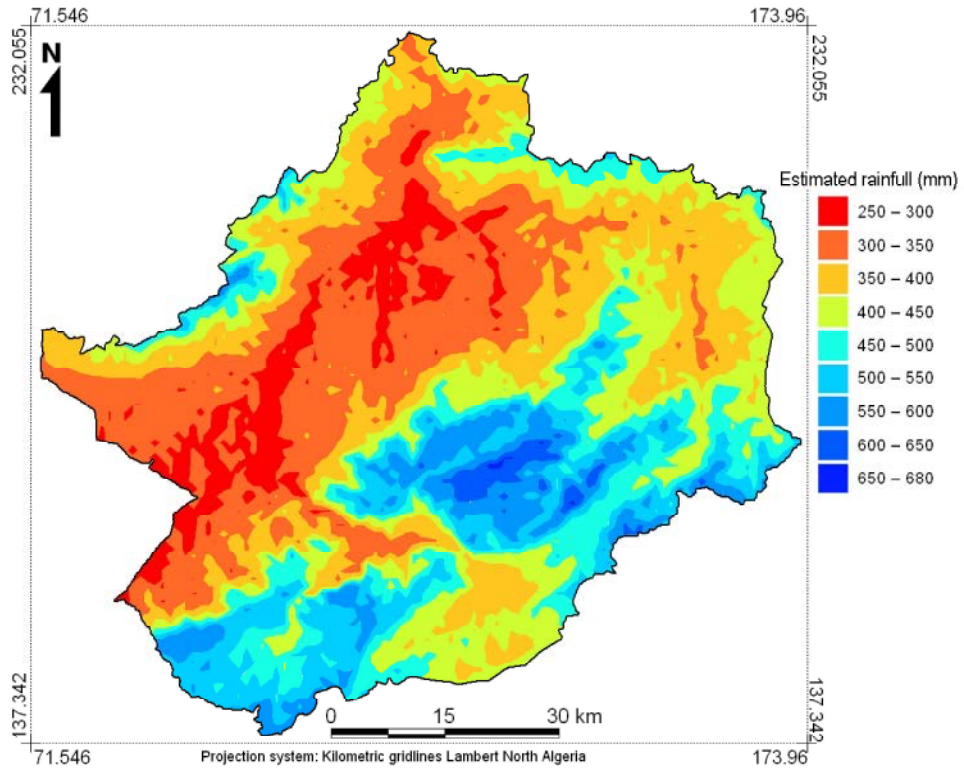 71.546
173.96
232.055
232.055
N
Estimated rainfull (mm)
250 – 300
300 – 350
350 – 400
400 – 450
450 – 500
500 – 550
550 – 600
600 – 650
650 – 680
137.342
137.342
0 15 30 km
71.546
Projection system: Kilometric gridlines Lambert North Algeria
173.96